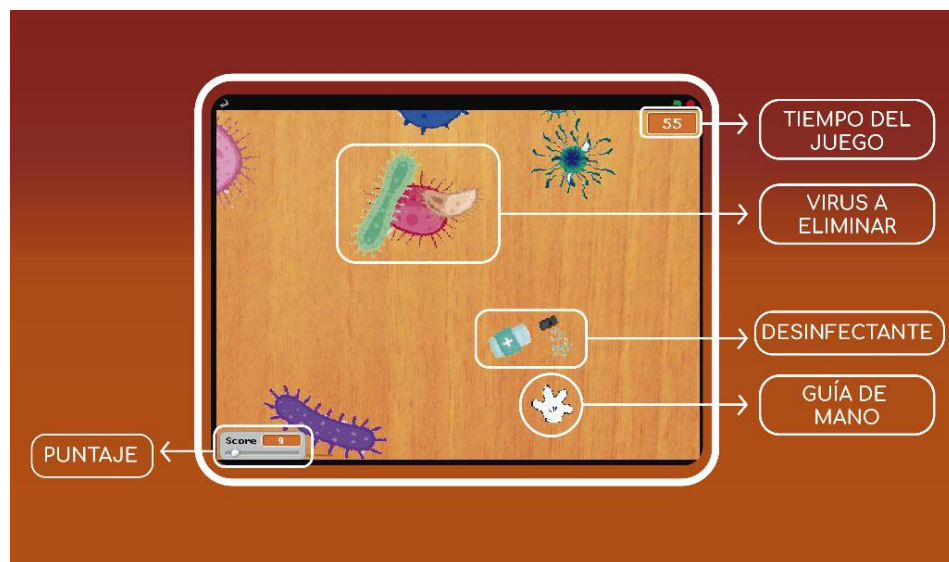 55
TIEMPO DEL
JUEGO
VIRUS A
ELIMINAR
DESINFECTANTE
GUÍA DE
MANO
Score 9
PUNTAJE